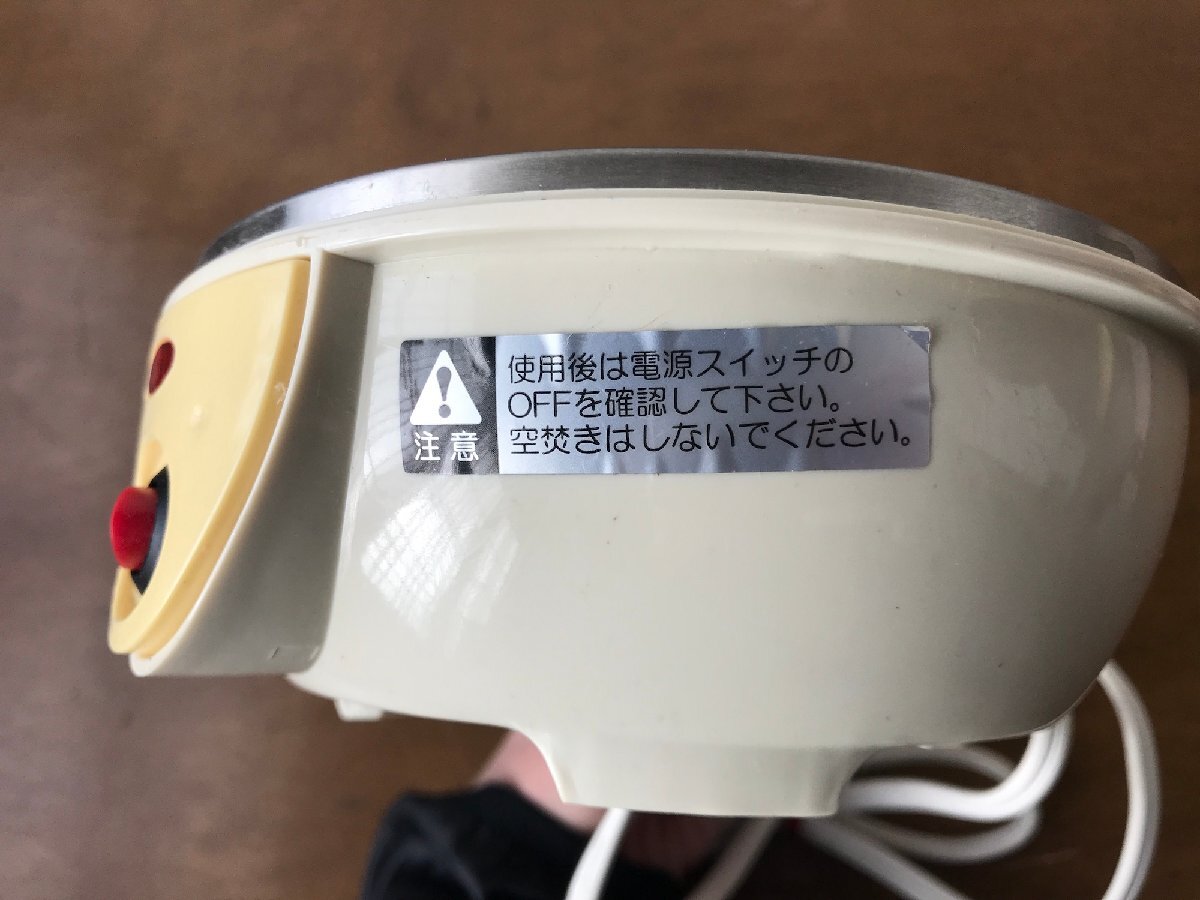 注意
使用後は電源スイッチの
OFFを確認して下さい。
空焚きはしないでください。